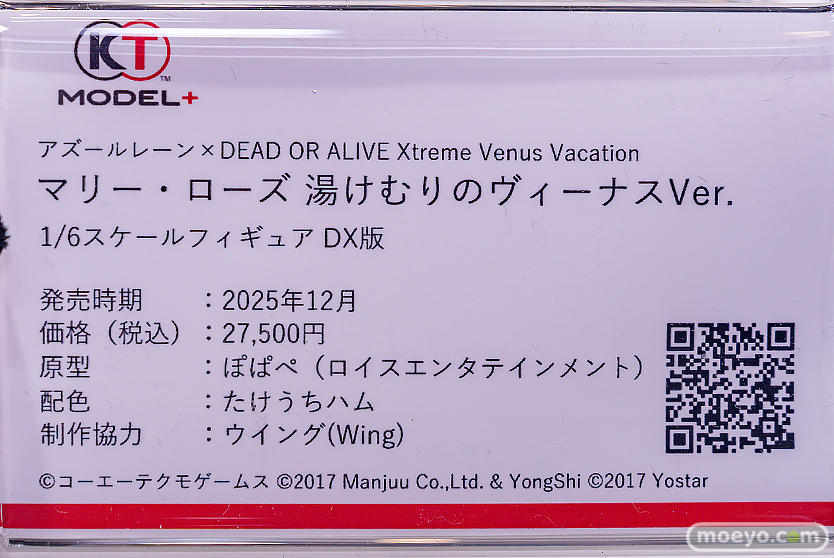 KT
TM
MODEL+
アズールレーン×DEAD OR ALIVE Xtreme Venus Vacation
マリー・ローズ 湯けむりのヴィーナスVer.
1/6スケールフィギュア DX版
発売時期 ：2025年12月
価格（税込）：27,500円
原型 ：ぽぱぺ（ロイスエンタテインメント）
配色 ：たけうちハム
制作協力 ：ウイング(Wing)
©コーエーテクモゲームス ©2017 Manjuu Co.,Ltd. & YongShi ©2017 Yostar
moeyo.com